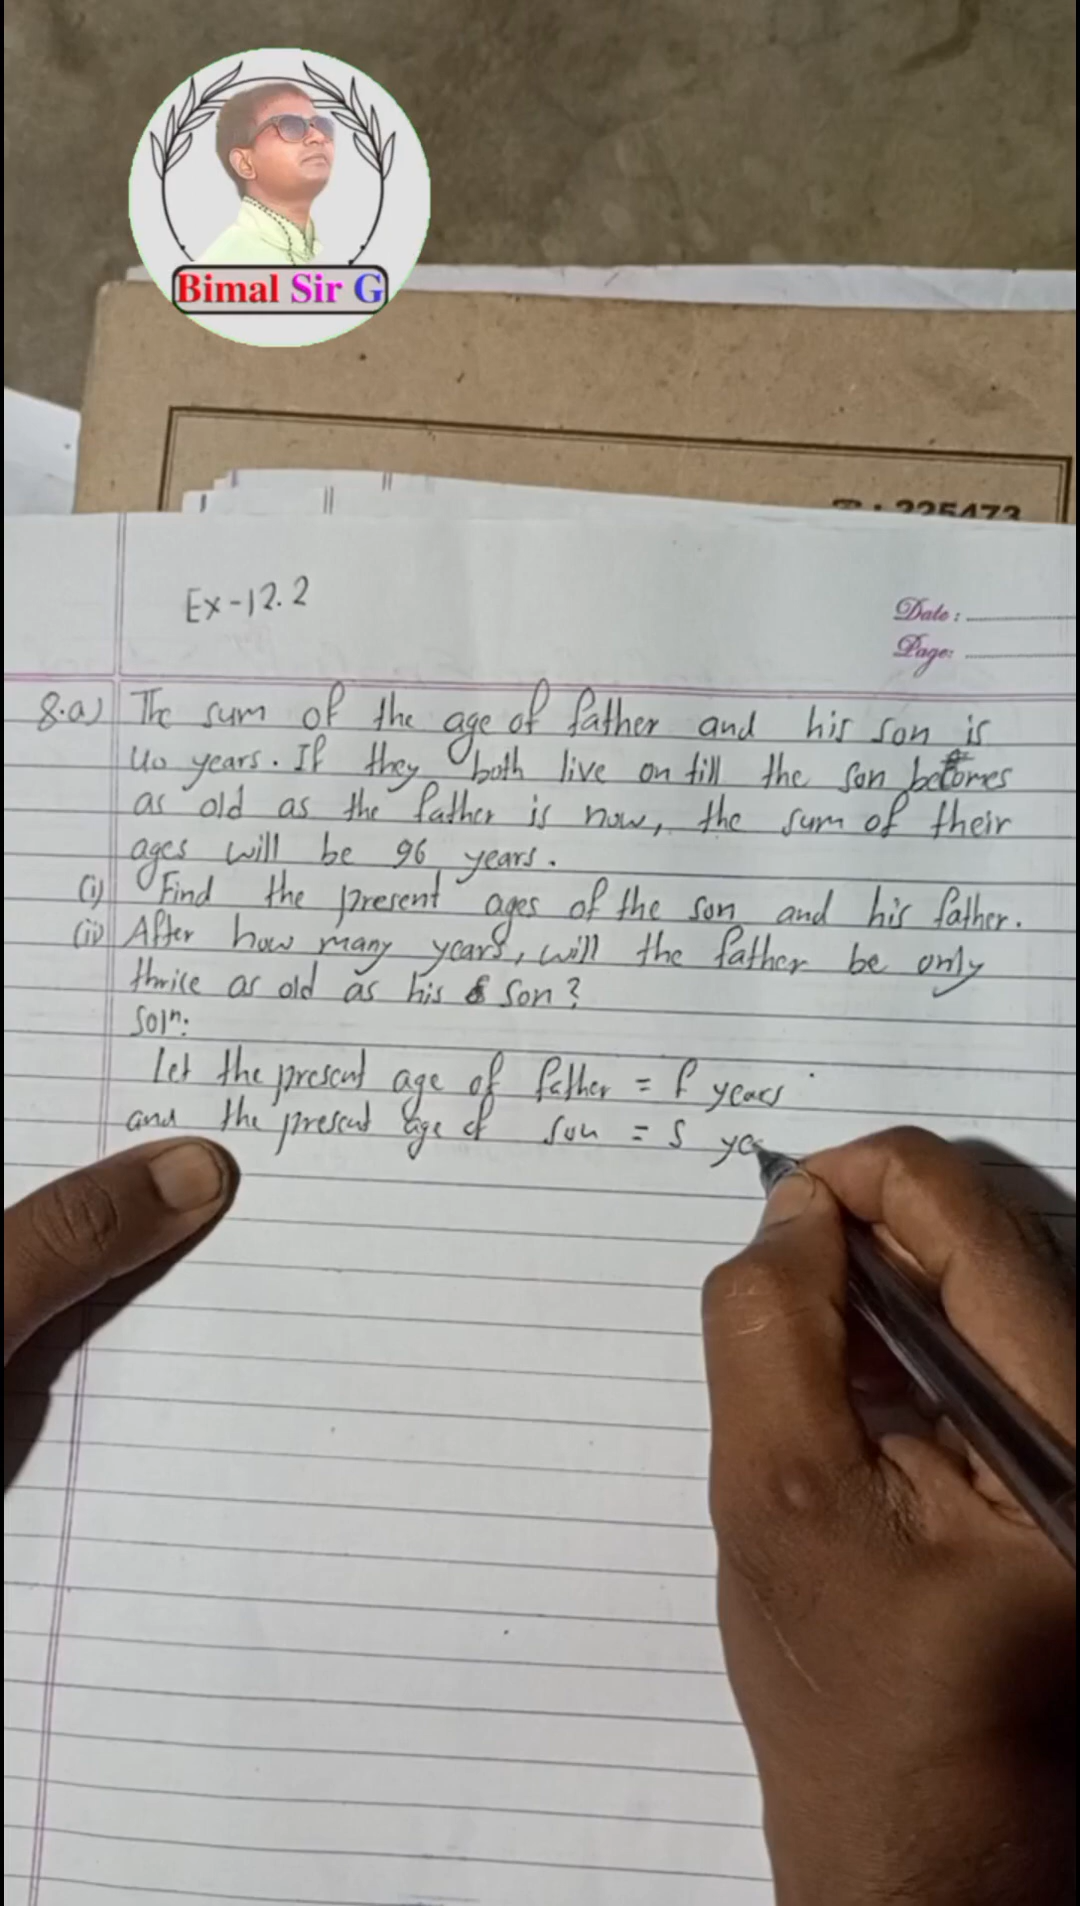 Bimal Sir G
: 225473
Ex-12.2
Date :
Page:
8.a) The sum of the age of father and his son is
40 years. If they both live on till the son becomes
as old as the father is now, the sum of their
ages will be 96 years.
(i) Find the present ages of the son and his father.
(ii) After how many years, will the father be only
thrice as old as his son?
Solⁿ:
Let the present age of father = f years
and the present age of son = s yea